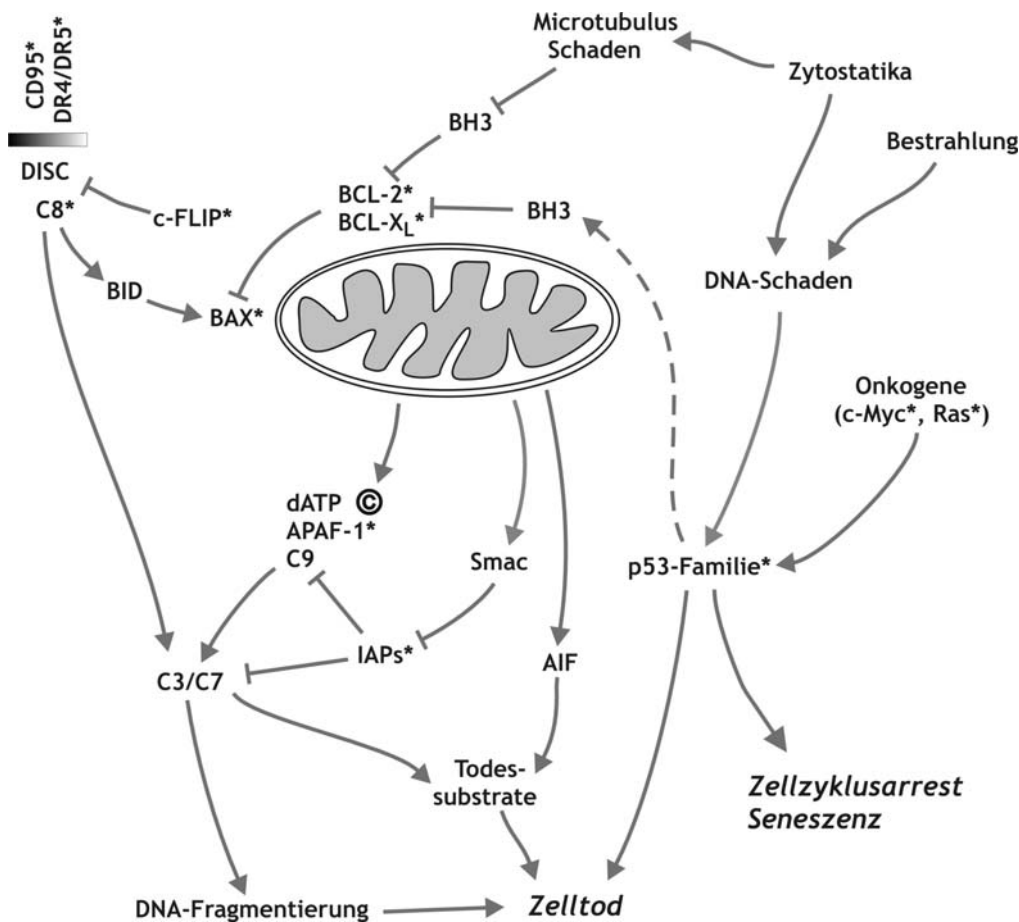 Microtubulus
Schaden
Zytostatika
CD95*
DR4/DR5*
BH3
Bestrahlung
DISC
C8*
c-FLIP*
BCL-2*
BCL-XL*
BH3
BID
BAX*
DNA-Schaden
Onkogene
(c-Myc*, Ras*)
dATP ©
APAF-1*
C9
Smac
p53-Familie*
IAPs*
AIF
C3/C7
Todes-
substrate
Zellzyklusarrest
Seneszenz
DNA-Fragmentierung
Zelltod